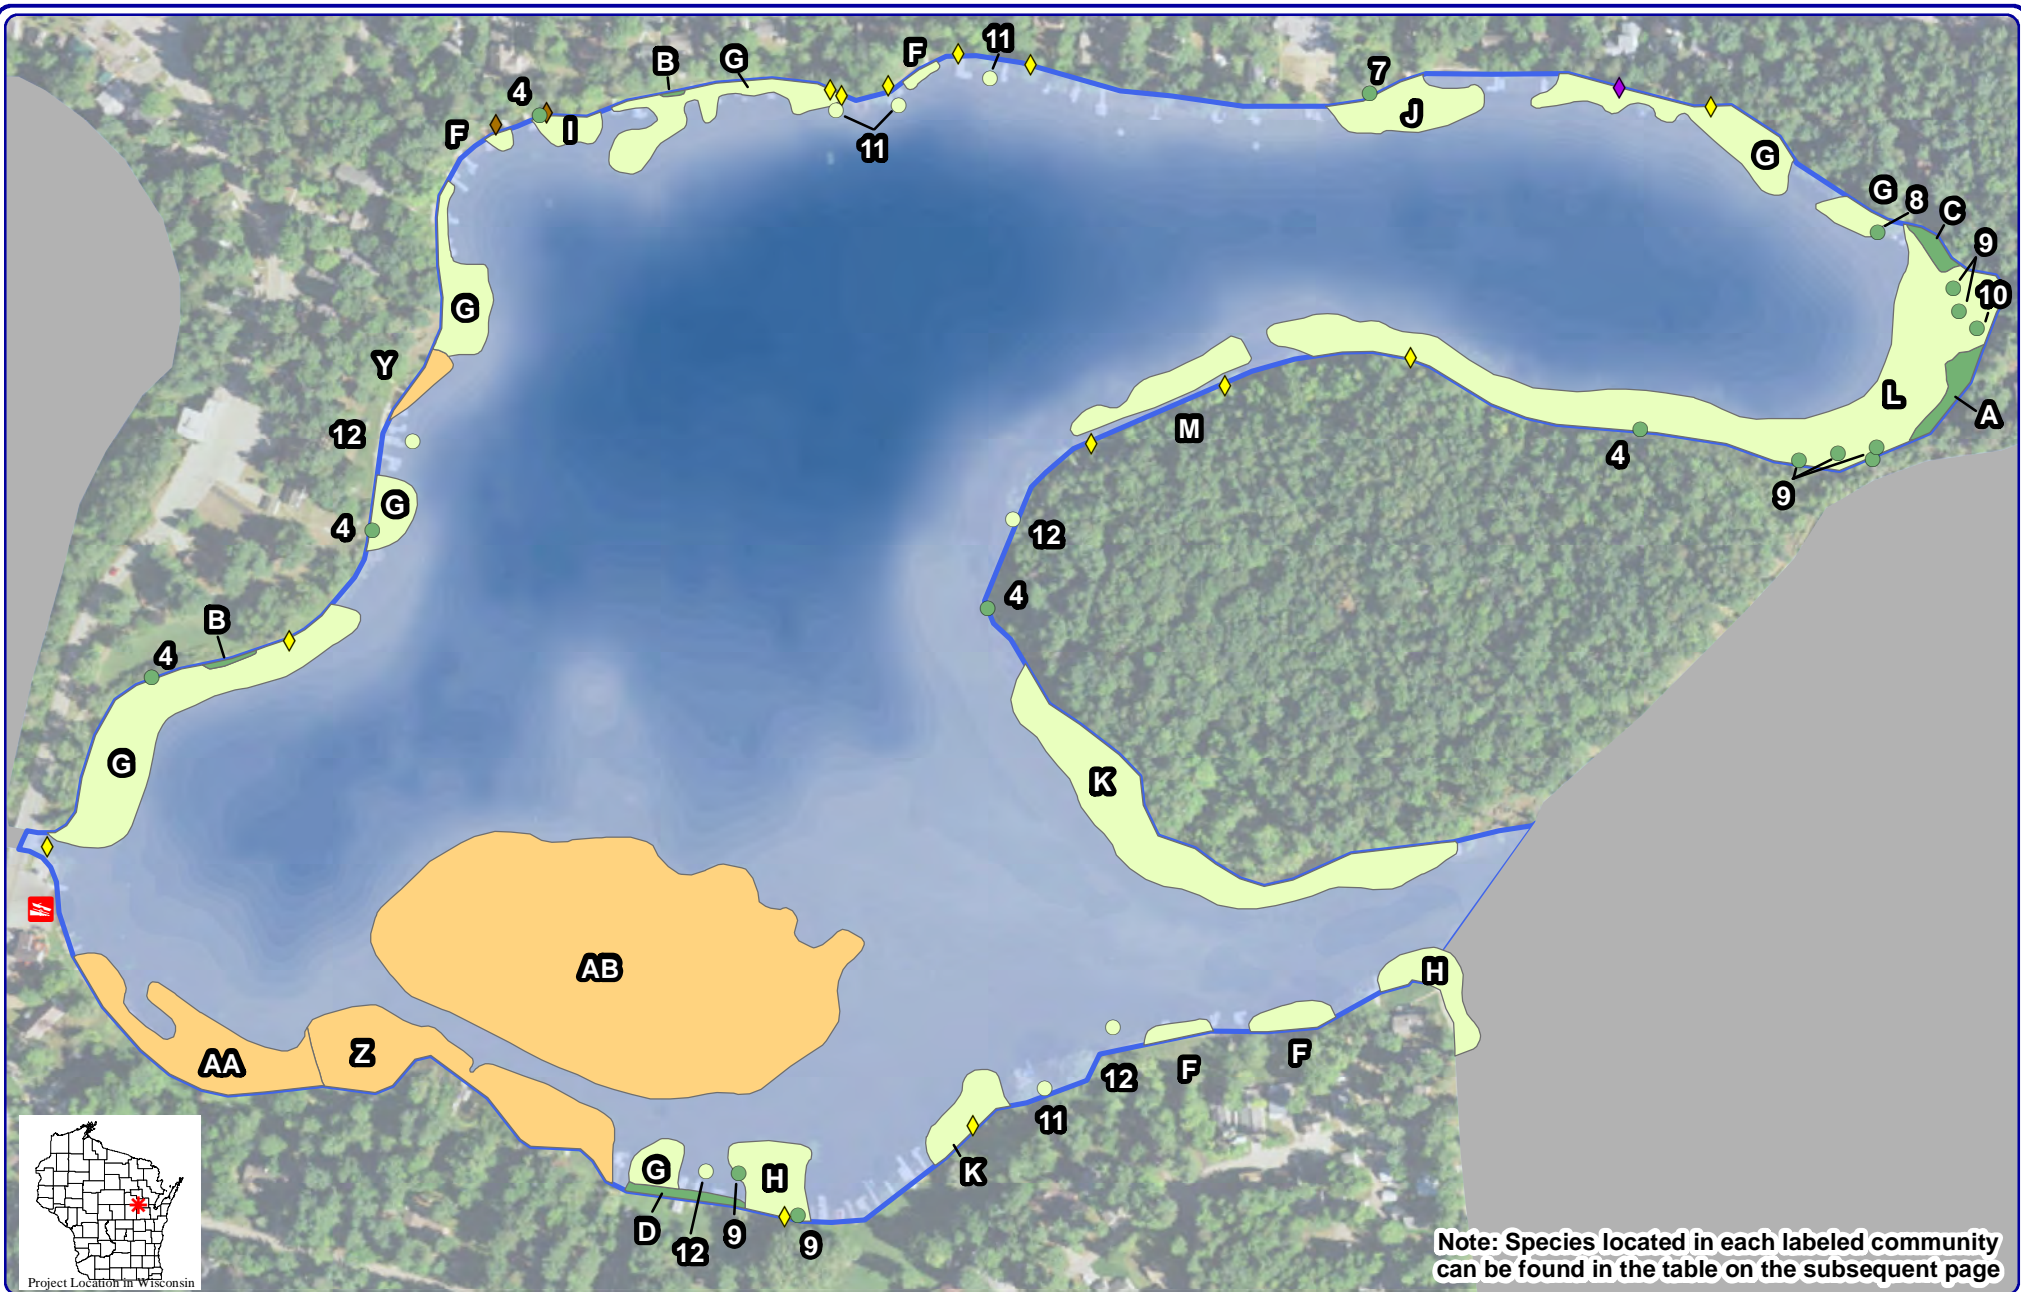 11
F
B
G
7
4
F
I
J
11
G
G
8
C
9
10
G
Y
L
A
M
12
4
G
9
4
12
4
B
4
G
K
AB
H
AA
Z
F
F
12
11
G
H
K
D
12
9
9
Note: Species located in each labeled community
can be found in the table on the subsequent page
Project Location in Wisconsin